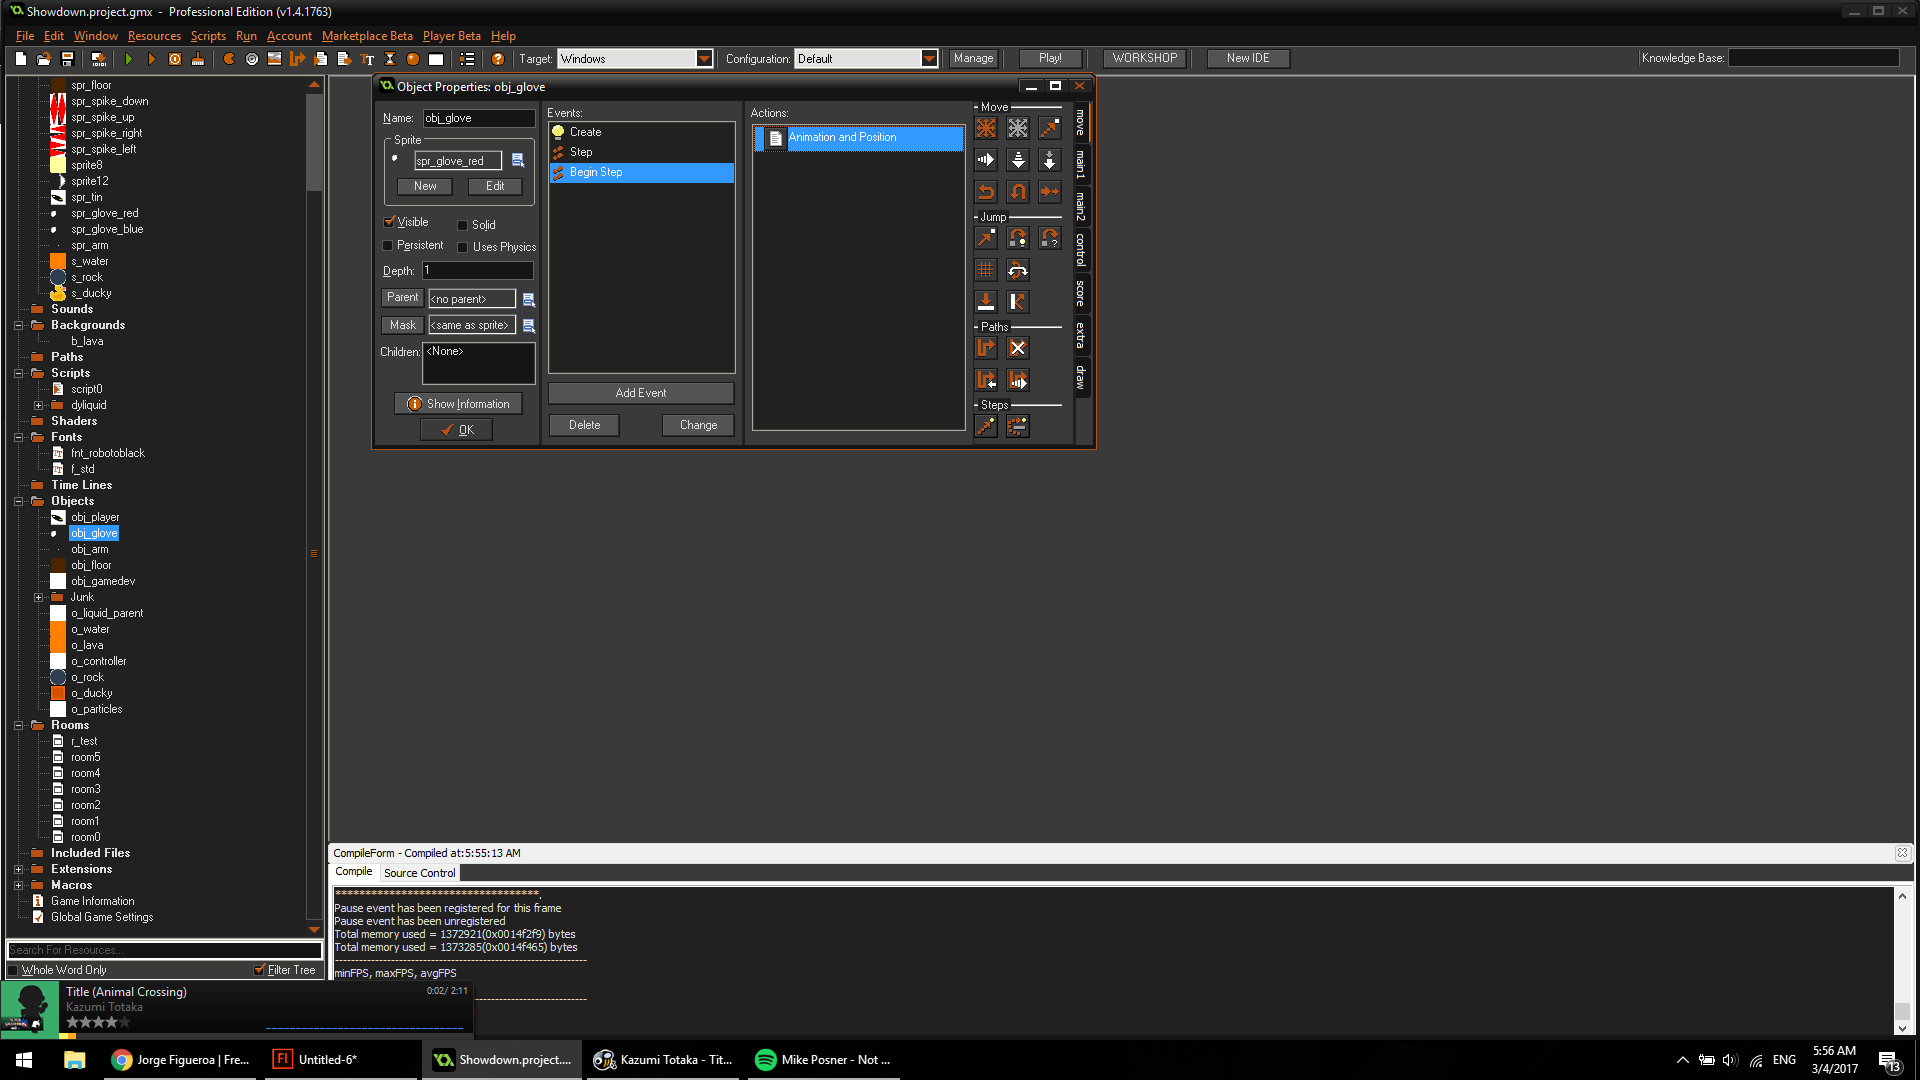 Showdown.project.gmx - Professional Edition (v1.4.1763)
File Edit Window Resources Scripts Run Account Marketplace Beta Player Beta Help
Target: Windows Configuration: Default Manage Play! WORKSHOP New IDE Knowledge Base:
spr_floor
spr_spike_down
spr_spike_up
spr_spike_right
spr_spike_left
sprite8
sprite12
spr_tin
spr_glove_red
spr_glove_blue
spr_arm
s_water
s_rock
s_ducky
Sounds
Backgrounds
b_lava
Paths
Scripts
script0
dyliquid
Shaders
Fonts
fnt_robotoblack
f_std
Time Lines
Objects
obj_player
obj_glove
obj_arm
obj_floor
obj_gamedev
Junk
o_liquid_parent
o_water
o_lava
o_controller
o_rock
o_ducky
o_particles
Rooms
r_test
room5
room4
room3
room2
room1
room0
Included Files
Extensions
Macros
Game Information
Global Game Settings
Search For Resources...
Whole Word Only Filter Tree
Object Properties: obj_glove
Name: obj_glove
Sprite
spr_glove_red
New Edit
Visible Solid
Persistent Uses Physics
Depth: 1
Parent <no parent>
Mask <same as sprite>
Children: <None>
Show Information
OK
Events:
Create
Step
Begin Step
Add Event
Delete Change
Actions:
Animation and Position
Move
Jump
Paths
Steps
move
main1
main2
control
score
extra
draw
CompileForm - Compiled at:5:55:13 AM
Compile Source Control
***********************************.
Pause event has been registered for this frame
Pause event has been unregistered
Total memory used = 1372921(0x0014f2f9) bytes
Total memory used = 1373285(0x0014f465) bytes
minFPS, maxFPS, avgFPS
Title (Animal Crossing) 0:02/ 2:11
Kazumi Totaka
Jorge Figueroa | Fre...
Untitled-6*
Showdown.project....
Kazumi Totaka - Tit...
Mike Posner - Not ...
ENG
5:56 AM
3/4/2017
13